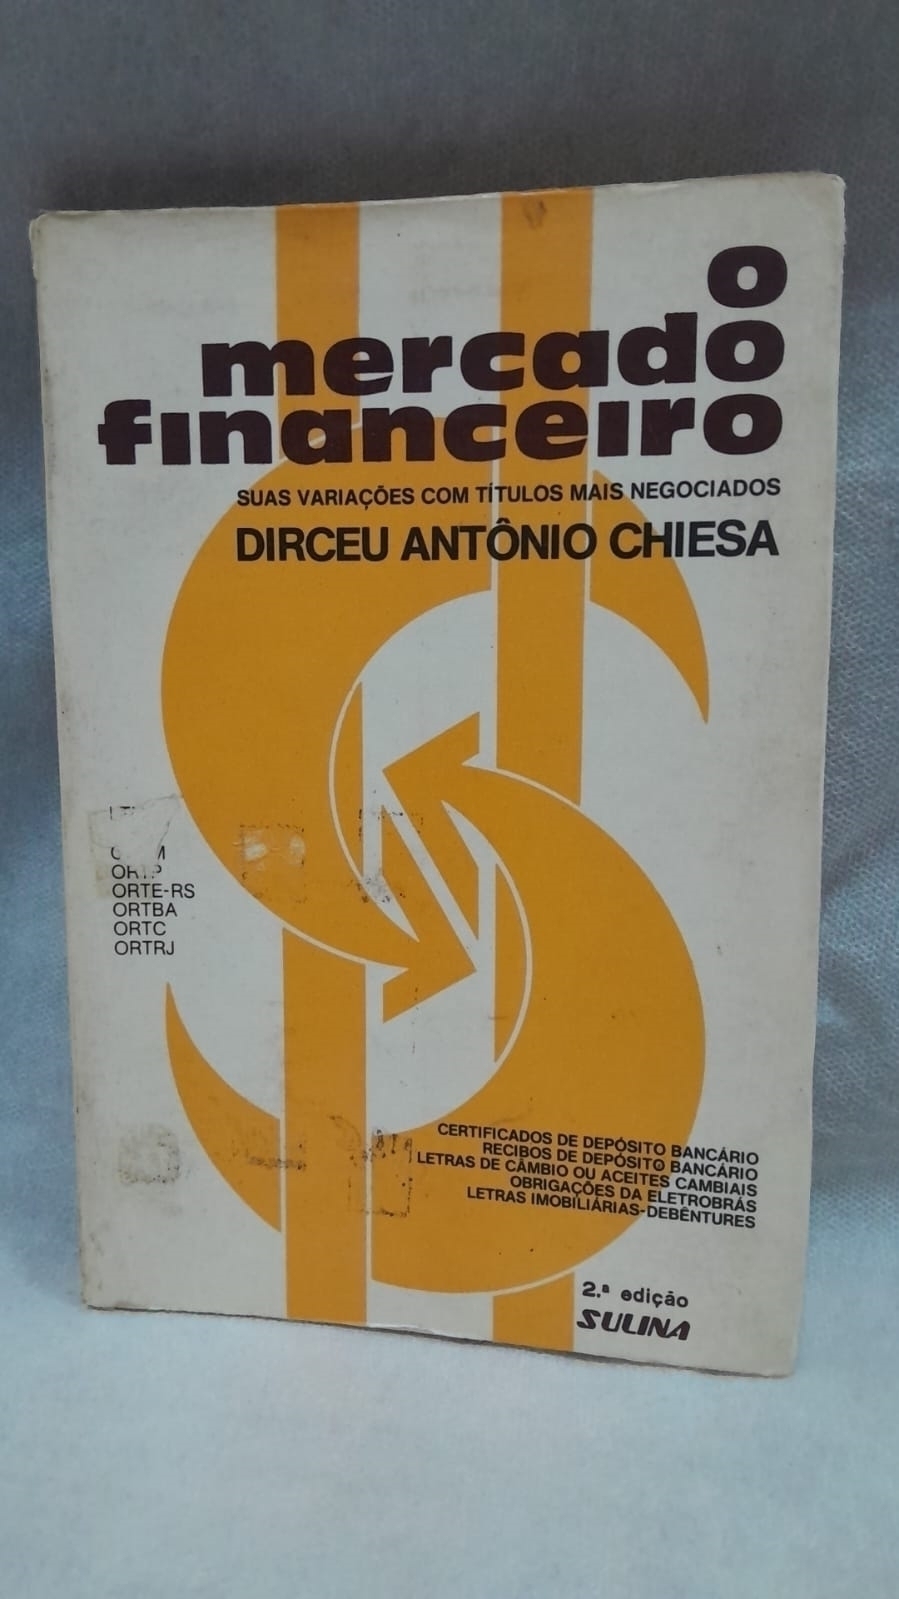 o
mercado
financeiro
SUAS VARIAÇÕES COM TÍTULOS MAIS NEGOCIADOS
DIRCEU ANTÔNIO CHIESA
ORTE-RS
ORTBA
ORTC
ORTRJ
CERTIFICADOS DE DEPÓSITO BANCÁRIO
RECIBOS DE DEPÓSITO BANCÁRIO
LETRAS DE CÂMBIO OU ACEITES CAMBIAIS
OBRIGAÇÕES DA ELETROBRÁS
LETRAS IMOBILIÁRIAS-DEBÊNTURES
2.ª edição
SULINA